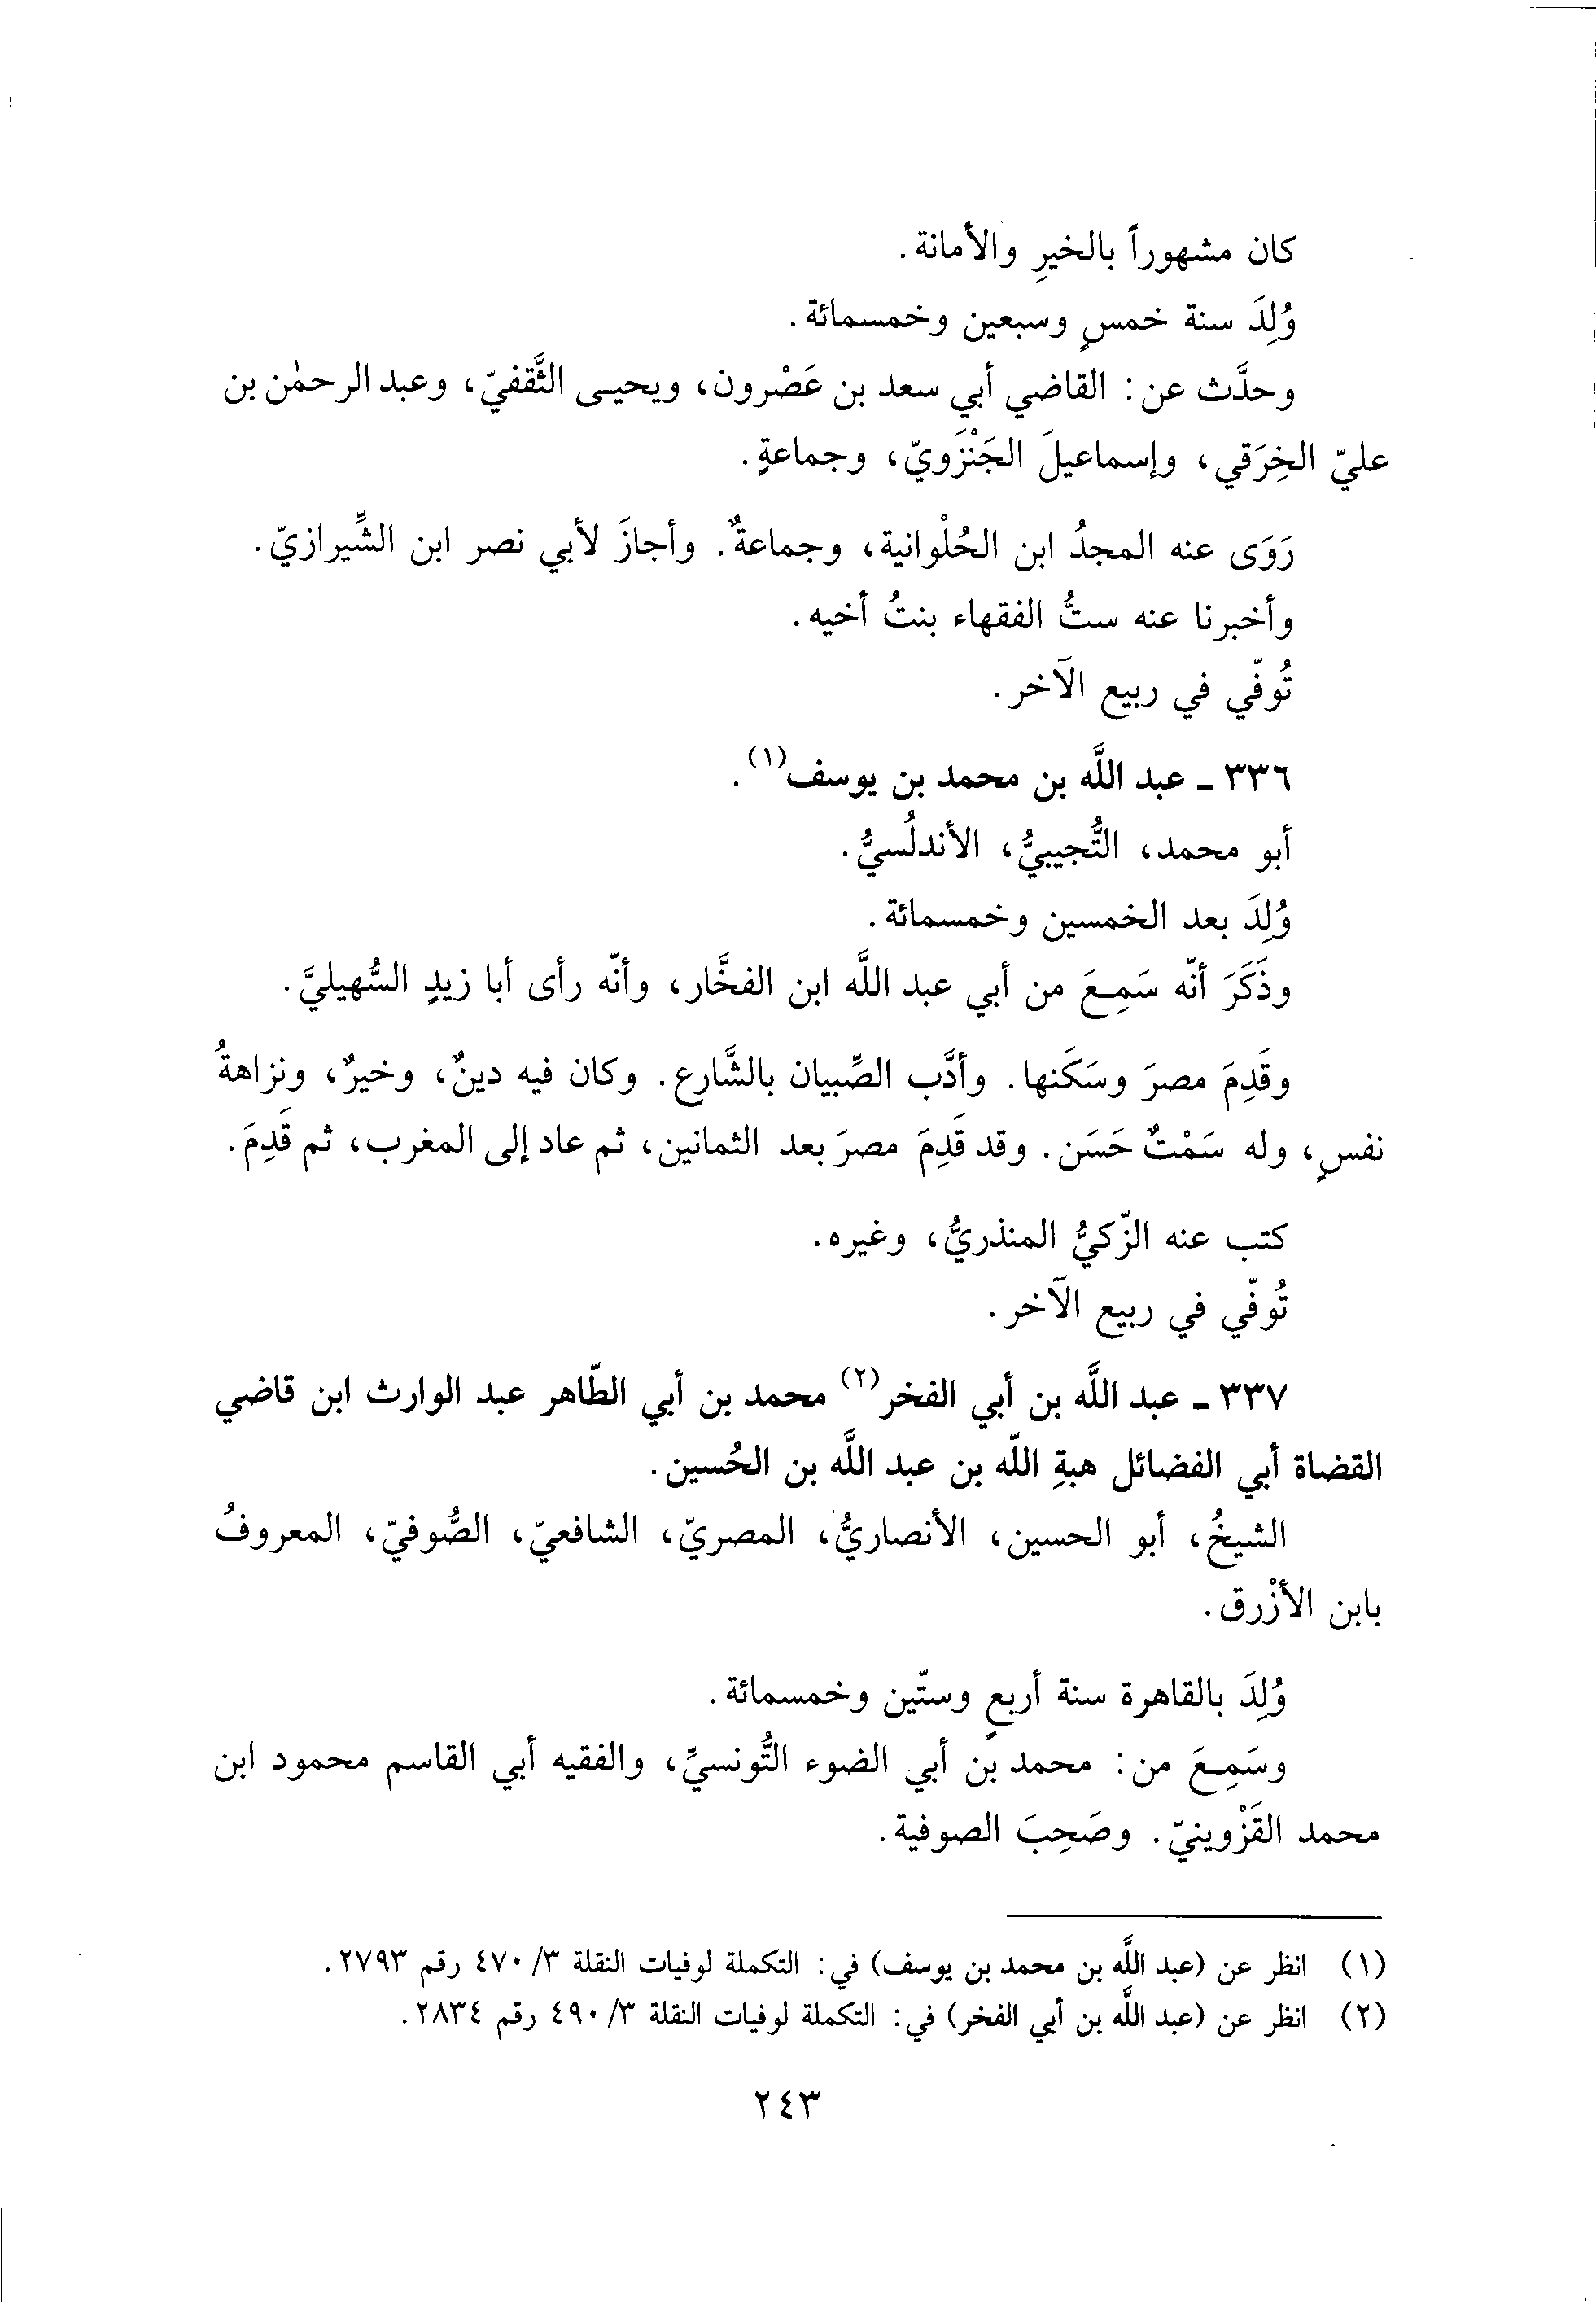 كان مشهوراً بالخيرِ والأمانة.
وُلِدَ سنة خمسٍ وسبعين وخمسمائة.
وحدَّث عن: القاضي أبي سعد بن عَصْرون، ويحيـى الثَّقفيّ، وعبد الرحمٰن بن
عليّ الخِرَقي، وإسماعيلَ الجَنْزَويّ، وجماعةٍ.
رَوَى عنه المجدُ ابن الحُلْوانية، وجماعةٌ. وأجازَ لأبي نصر ابن الشِّيرازيّ.
وأخبرنا عنه ستُّ الفقهاء بنتُ أخيه.
تُوفّي في ربيع الآخر.
٣٣٦ ـ عبد اللَّه بن محمد بن يوسف(١).
أبو محمد، التُّجيبيُّ، الأندلُسيُّ.
وُلِدَ بعد الخمسين وخمسمائة.
وذَكَرَ أنّه سَمِـعَ من أبي عبد اللَّه ابن الفخَّار، وأنّه رأى أبا زيدٍ السُّهيليَّ.
وقَدِمَ مصرَ وسَكَنها. وأدَّب الصِّبيان بالشَّارع. وكان فيه دينٌ، وخيرٌ، ونزاهةُ
نفسٍ، وله سَمْتٌ حَسَن. وقد قَدِمَ مصرَ بعد الثمانين، ثم عاد إلى المغرب، ثم قَدِمَ.
كتب عنه الزّكيُّ المنذريُّ، وغيره.
تُوفّي في ربيع الآخر.
٣٣٧ ـ عبد اللَّه بن أبي الفخر(٢) محمد بن أبي الطّاهر عبد الوارث ابن قاضي
القضاة أبي الفضائل هبةِ اللّه بن عبد اللَّه بن الحُسين.
الشيخُ، أبو الحسين، الأنصاريُّ، المصريّ، الشافعيّ، الصُّوفيّ، المعروفُ
بابن الأزْرق.
وُلِدَ بالقاهرة سنة أربعٍ وستّين وخمسمائة.
وسَمِـعَ من: محمد بن أبي الضوء التُّونسيِّ، والفقيه أبي القاسم محمود ابن
محمد القَزْوينيّ. وصَحِبَ الصوفية.
(١) انظر عن (عبد اللَّه بن محمد بن يوسف) في: التكملة لوفيات النقلة ٣/ ٤٧٠ رقم ٢٧٩٣.
(٢) انظر عن (عبد اللَّه بن أبي الفخر) في: التكملة لوفيات النقلة ٣/ ٤٩٠ رقم ٢٨٣٤.
٢٤٣